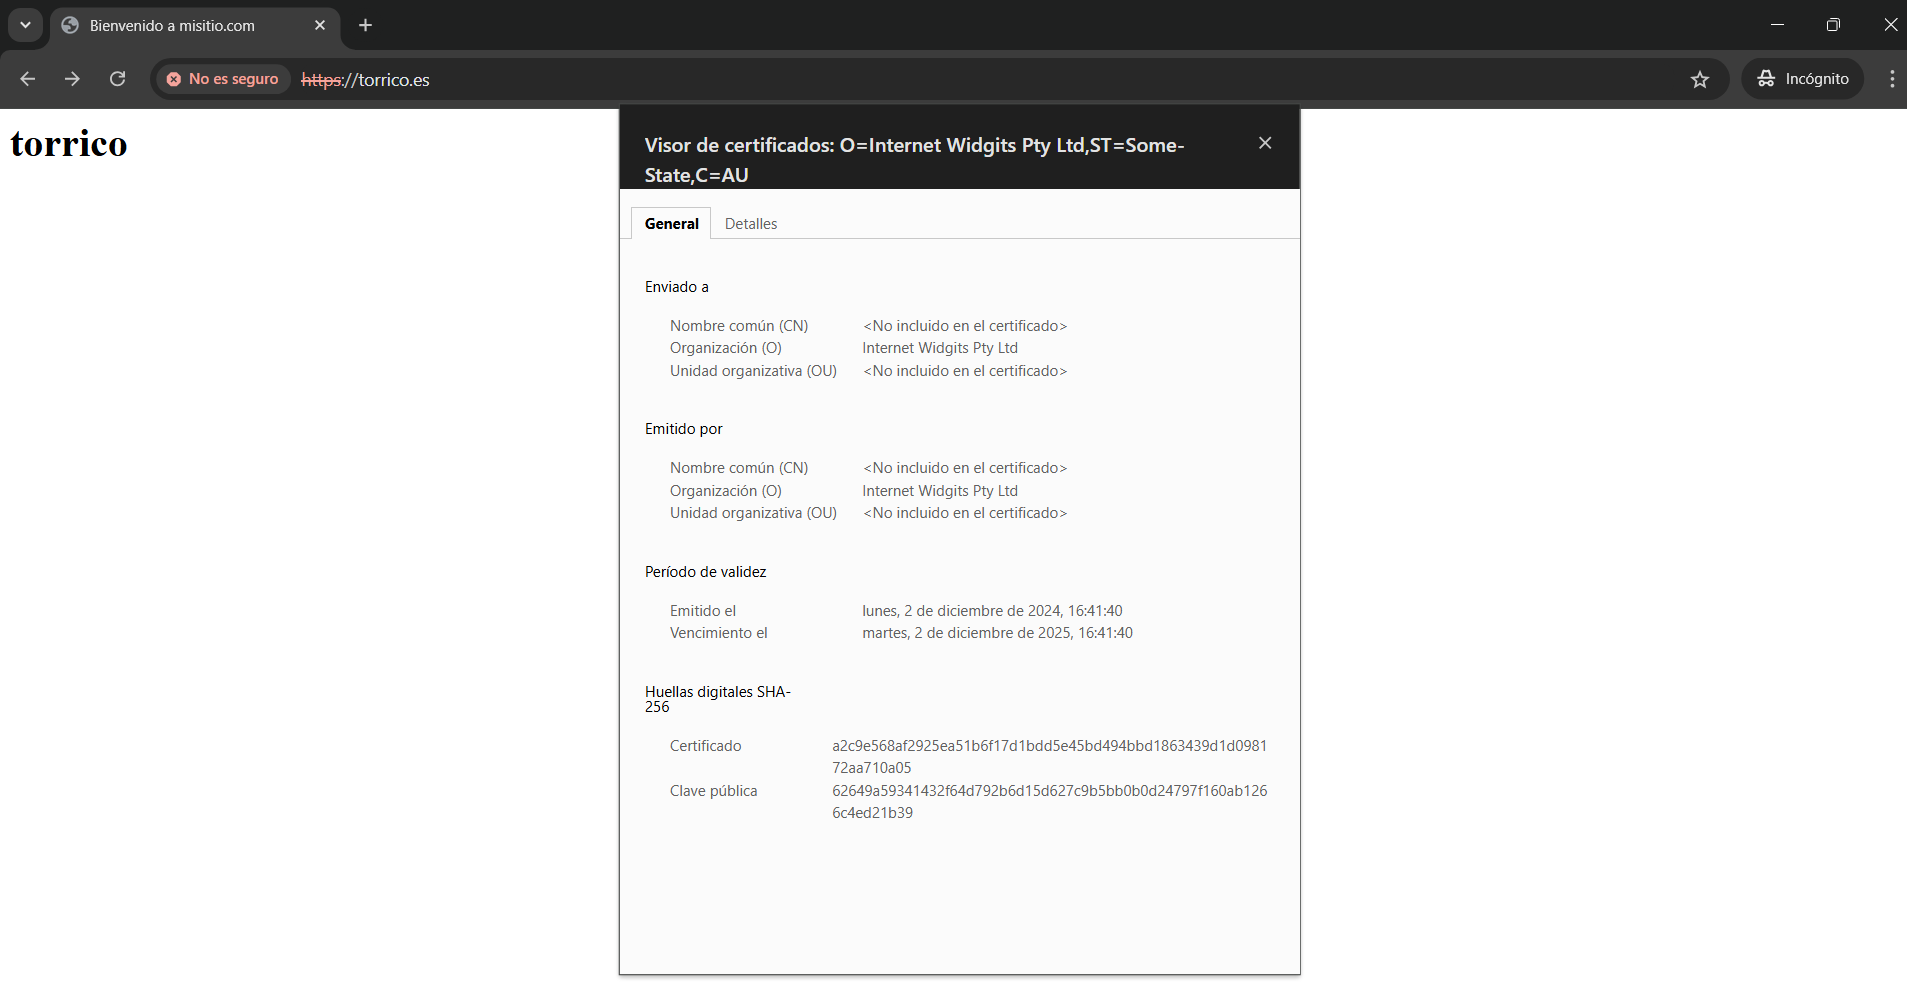 Bienvenido a misitio.com
No es seguro https://torrico.es Incógnito
torrico
Visor de certificados: O=Internet Widgits Pty Ltd,ST=Some-
State,C=AU
General Detalles
Enviado a
Nombre común (CN) <No incluido en el certificado>
Organización (O) Internet Widgits Pty Ltd
Unidad organizativa (OU) <No incluido en el certificado>
Emitido por
Nombre común (CN) <No incluido en el certificado>
Organización (O) Internet Widgits Pty Ltd
Unidad organizativa (OU) <No incluido en el certificado>
Período de validez
Emitido el lunes, 2 de diciembre de 2024, 16:41:40
Vencimiento el martes, 2 de diciembre de 2025, 16:41:40
Huellas digitales SHA-
256
Certificado a2c9e568af2925ea51b6f17d1bdd5e45bd494bbd1863439d1d0981
72aa710a05
Clave pública 62649a59341432f64d792b6d15d627c9b5bb0b0d24797f160ab126
6c4ed21b39